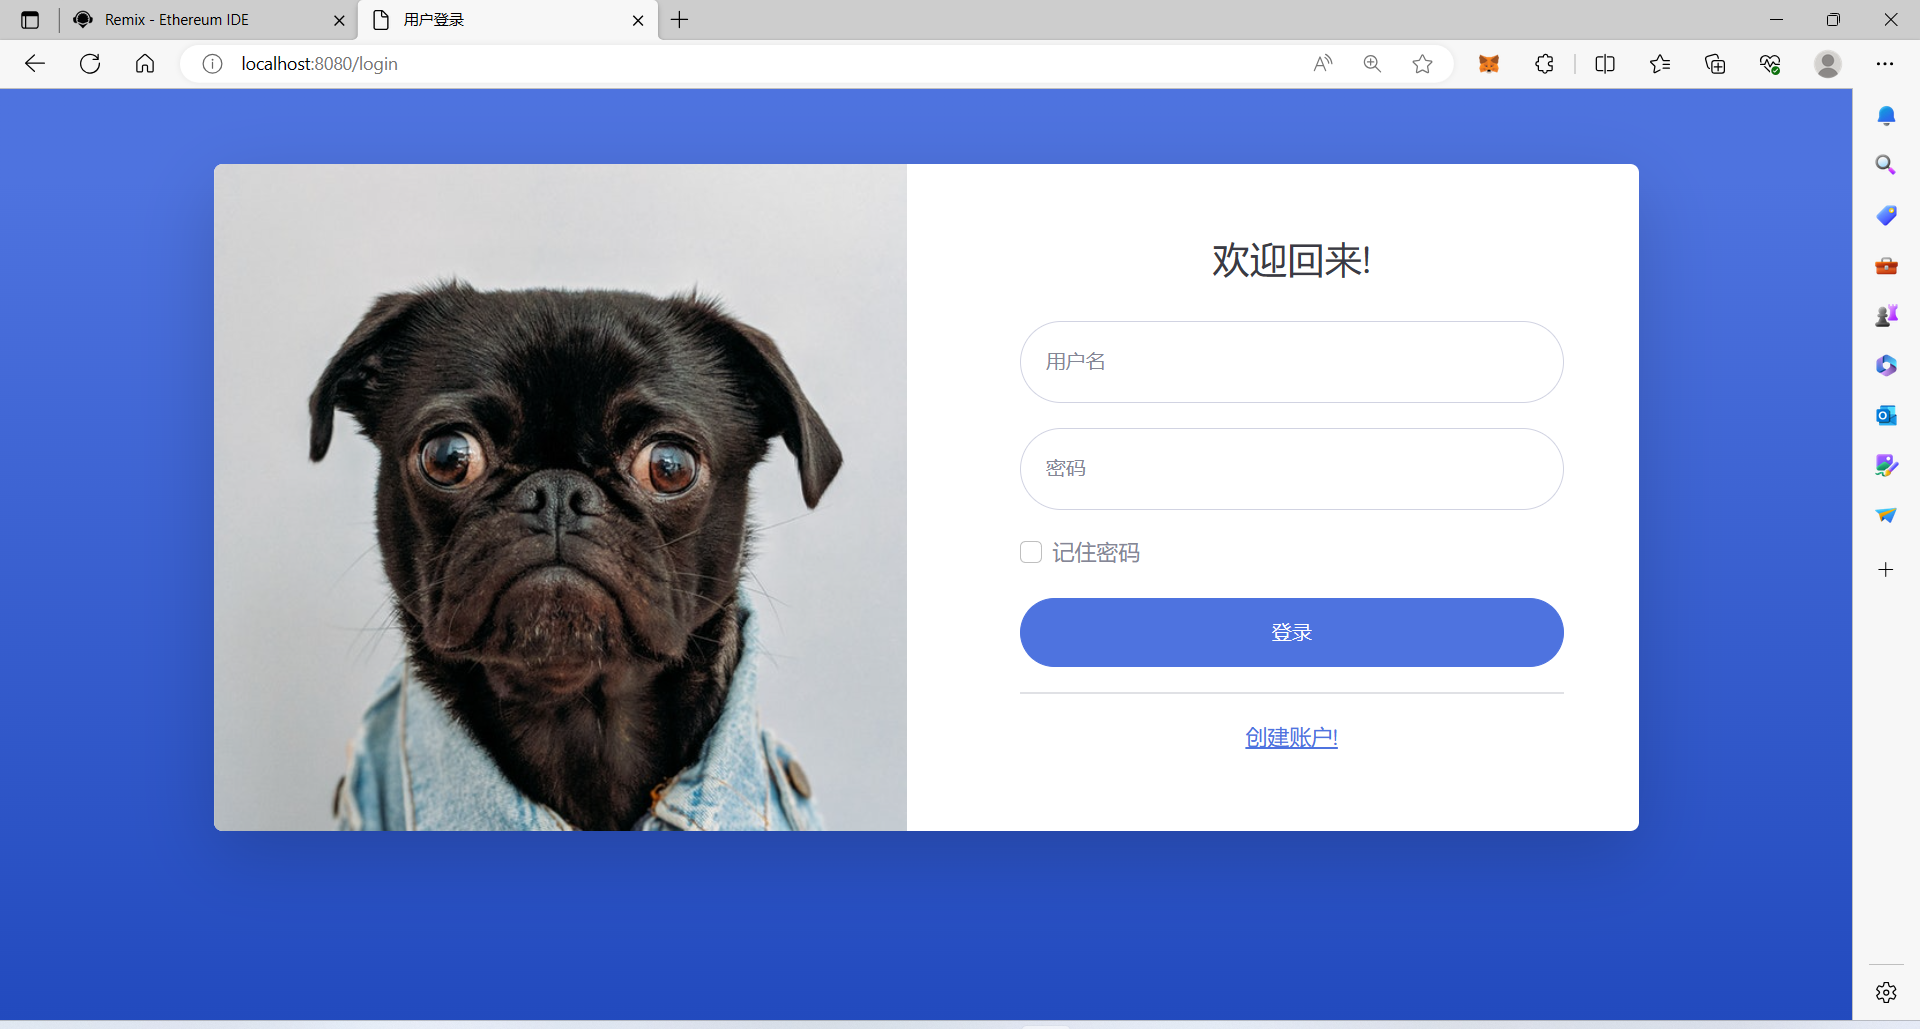 Remix - Ethereum IDE
用户登录
localhost:8080/login
欢迎回来!
用户名
密码
记住密码
登录
创建账户!